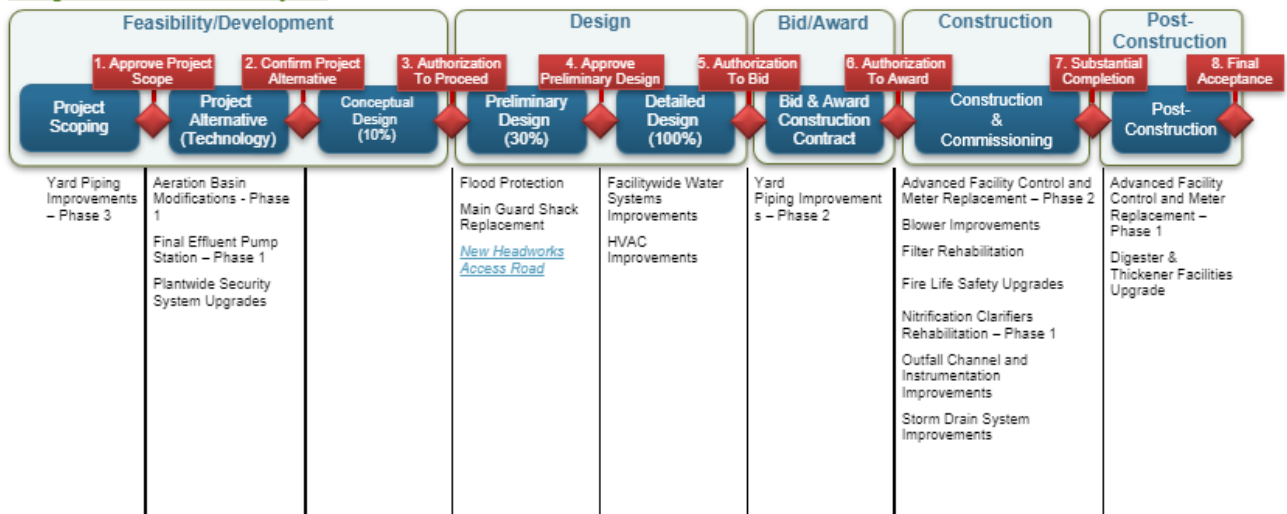 Feasibility/Development
Design
Bid/Award
Construction
Post-
Construction
1. Approve Project
Scope
2. Confirm Project
Alternative
3. Authorization
To Proceed
4. Approve
Preliminary Design
5. Authorization
To Bid
6. Authorization
To Award
7. Substantial
Completion
8. Final
Acceptance
Project
Scoping
Project
Alternative
(Technology)
Conceptual
Design
(10%)
Preliminary
Design
(30%)
Detailed
Design
(100%)
Bid & Award
Construction
Contract
Construction
&
Commissioning
Post-
Construction
Yard Piping
Improvements
– Phase 3
Aeration Basin
Modifications - Phase
1
Final Effluent Pump
Station – Phase 1
Plantwide Security
System Upgrades
Flood Protection
Main Guard Shack
Replacement
New Headworks
Access Road
Facilitywide Water
Systems
Improvements
HVAC
Improvements
Yard
Piping Improvement
s – Phase 2
Advanced Facility Control and
Meter Replacement – Phase 2
Blower Improvements
Filter Rehabilitation
Fire Life Safety Upgrades
Nitrification Clarifiers
Rehabilitation – Phase 1
Outfall Channel and
Instrumentation
Improvements
Storm Drain System
Improvements
Advanced Facility
Control and Meter
Replacement –
Phase 1
Digester &
Thickener Facilities
Upgrade